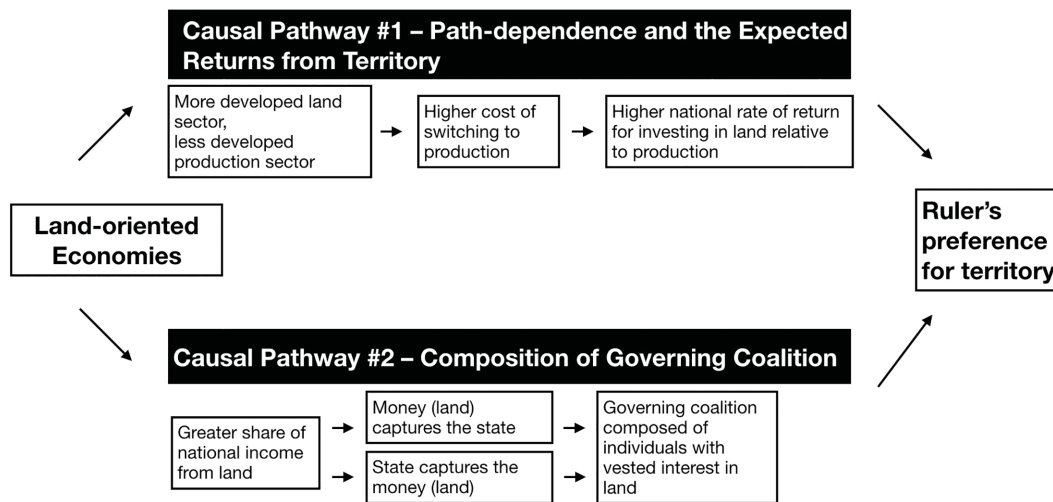 Causal Pathway #1 – Path-dependence and the Expected
Returns from Territory
More developed land
sector,
less developed
production sector
Higher cost of
switching to
production
Higher national rate of return
for investing in land relative
to production
Land-oriented
Economies
Ruler's
preference
for territory
Causal Pathway #2 – Composition of Governing Coalition
Greater share of
national income
from land
Money (land)
captures the state
State captures the
money (land)
Governing coalition
composed of
individuals with
vested interest in
land